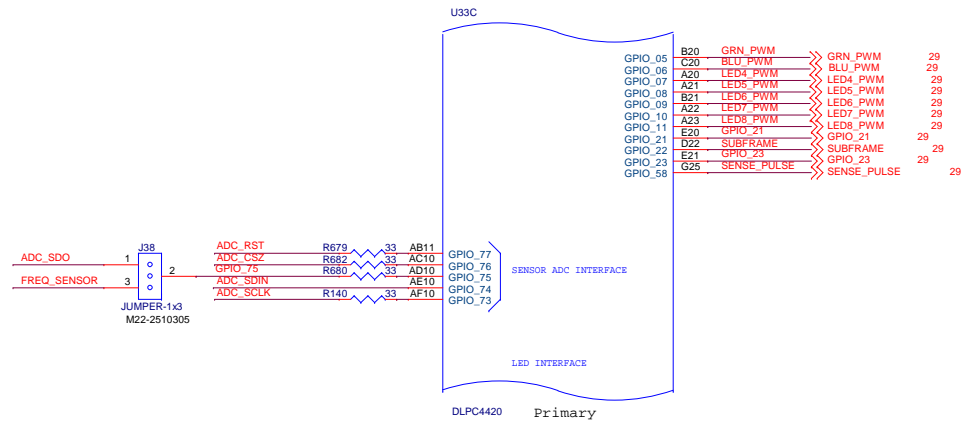 U33C
GPIO_05 B20 GRN_PWM GRN_PWM 29
GPIO_06 C20 BLU_PWM BLU_PWM 29
GPIO_07 A20 LED4_PWM LED4_PWM 29
GPIO_08 A21 LED5_PWM LED5_PWM 29
GPIO_09 B21 LED6_PWM LED6_PWM 29
GPIO_10 A22 LED7_PWM LED7_PWM 29
GPIO_11 A23 LED8_PWM LED8_PWM 29
GPIO_21 E20 GPIO_21 GPIO_21 29
GPIO_22 D22 SUBFRAME SUBFRAME 29
GPIO_23 E21 GPIO_23 GPIO_23 29
GPIO_58 G25 SENSE_PULSE SENSE_PULSE 29
J38
ADC_SDO 1
2
FREQ_SENSOR 3
JUMPER-1x3
M22-2510305
ADC_RST R679 33 AB11 GPIO_77
ADC_CSZ R682 33 AC10 GPIO_76
GPIO_75 R680 33 AD10 GPIO_75
ADC_SDIN AE10 GPIO_74
ADC_SCLK R140 33 AF10 GPIO_73
SENSOR ADC INTERFACE
LED INTERFACE
DLPC4420 Primary